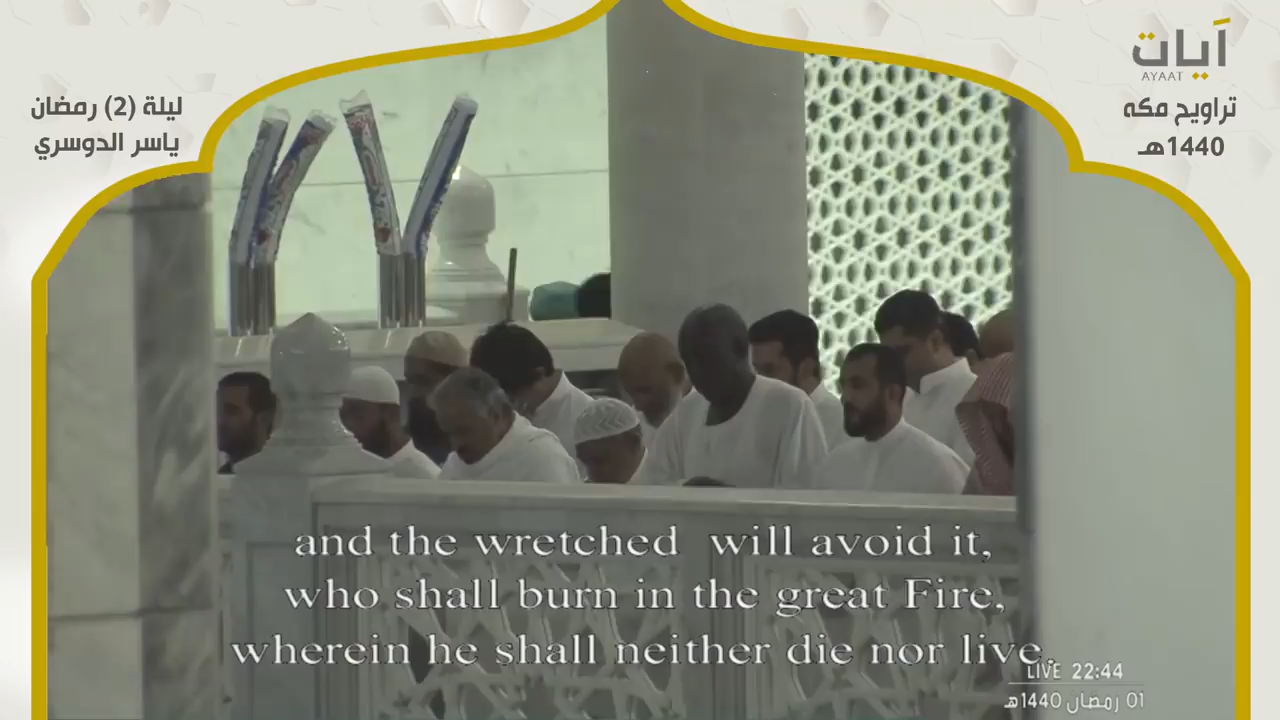 آيات
AYAAT
تراويح مكه
1440هـ
ليلة (2) رمضان
ياسر الدوسري
and the wretched will avoid it,
who shall burn in the great Fire,
wherein he shall neither die nor live.
LIVE 22:44
01 رمضان 1440هـ